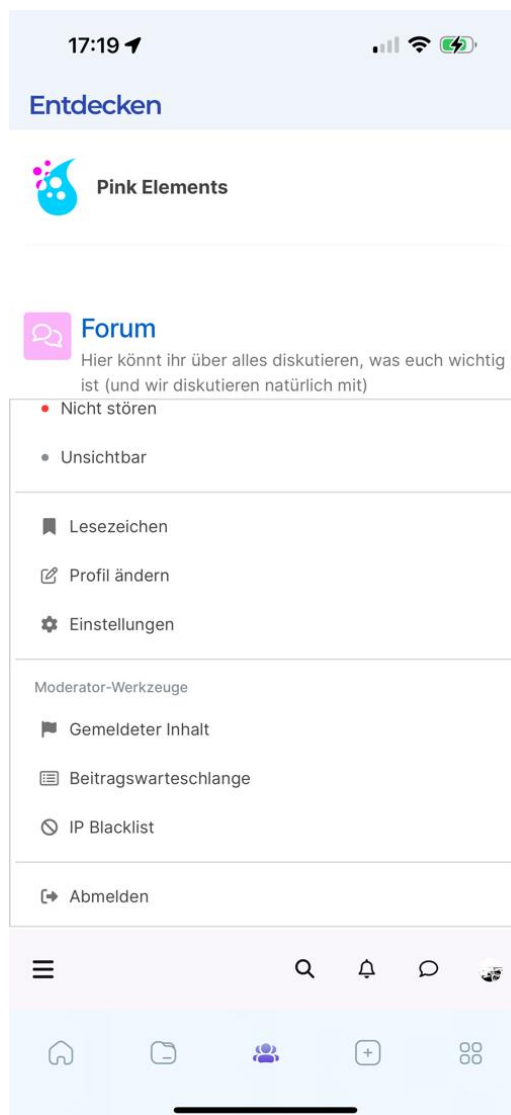 17:19
Entdecken
Pink Elements
Forum
Hier könnt ihr über alles diskutieren, was euch wichtig
ist (und wir diskutieren natürlich mit)
Nicht stören
Unsichtbar
Lesezeichen
Profil ändern
Einstellungen
Moderator-Werkzeuge
Gemeldeter Inhalt
Beitragswarteschlange
IP Blacklist
Abmelden